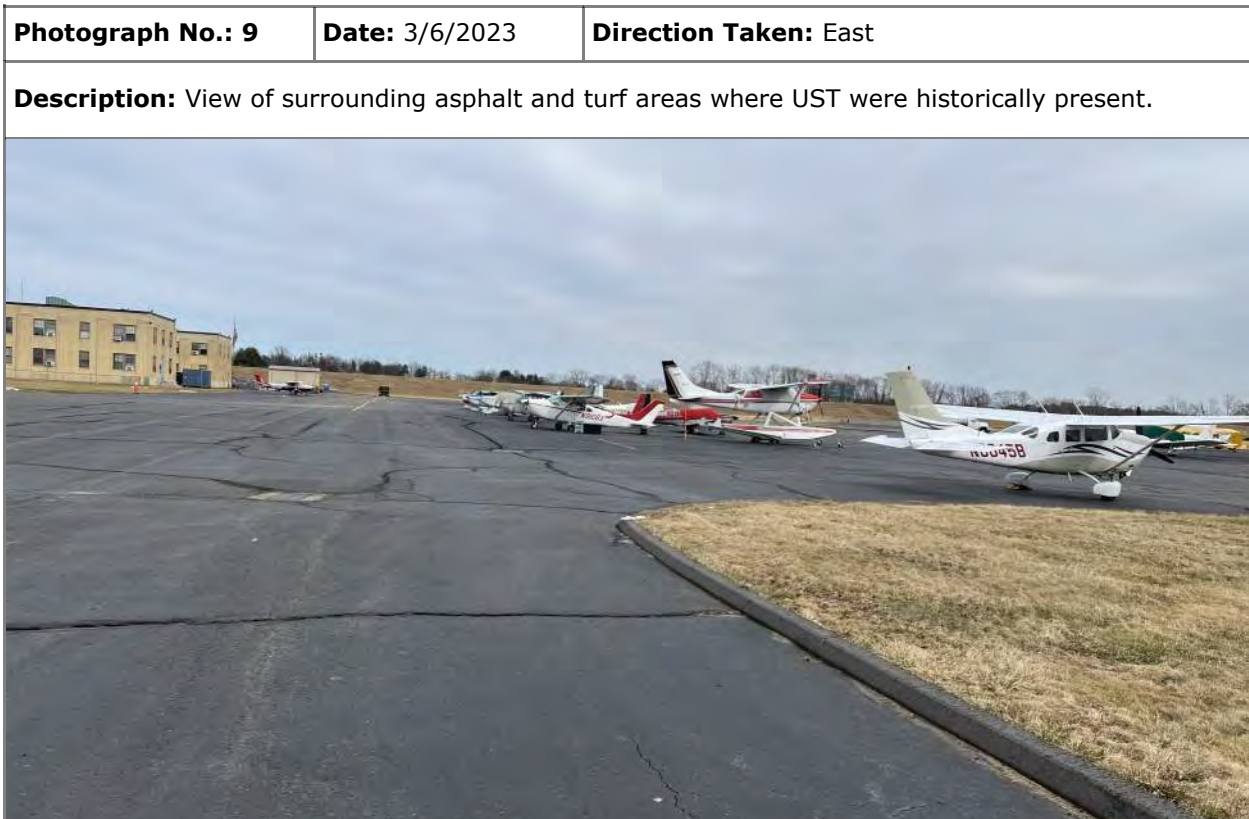 Photograph No.: 9 Date: 3/6/2023 Direction Taken: East
Description: View of surrounding asphalt and turf areas where UST were historically present.